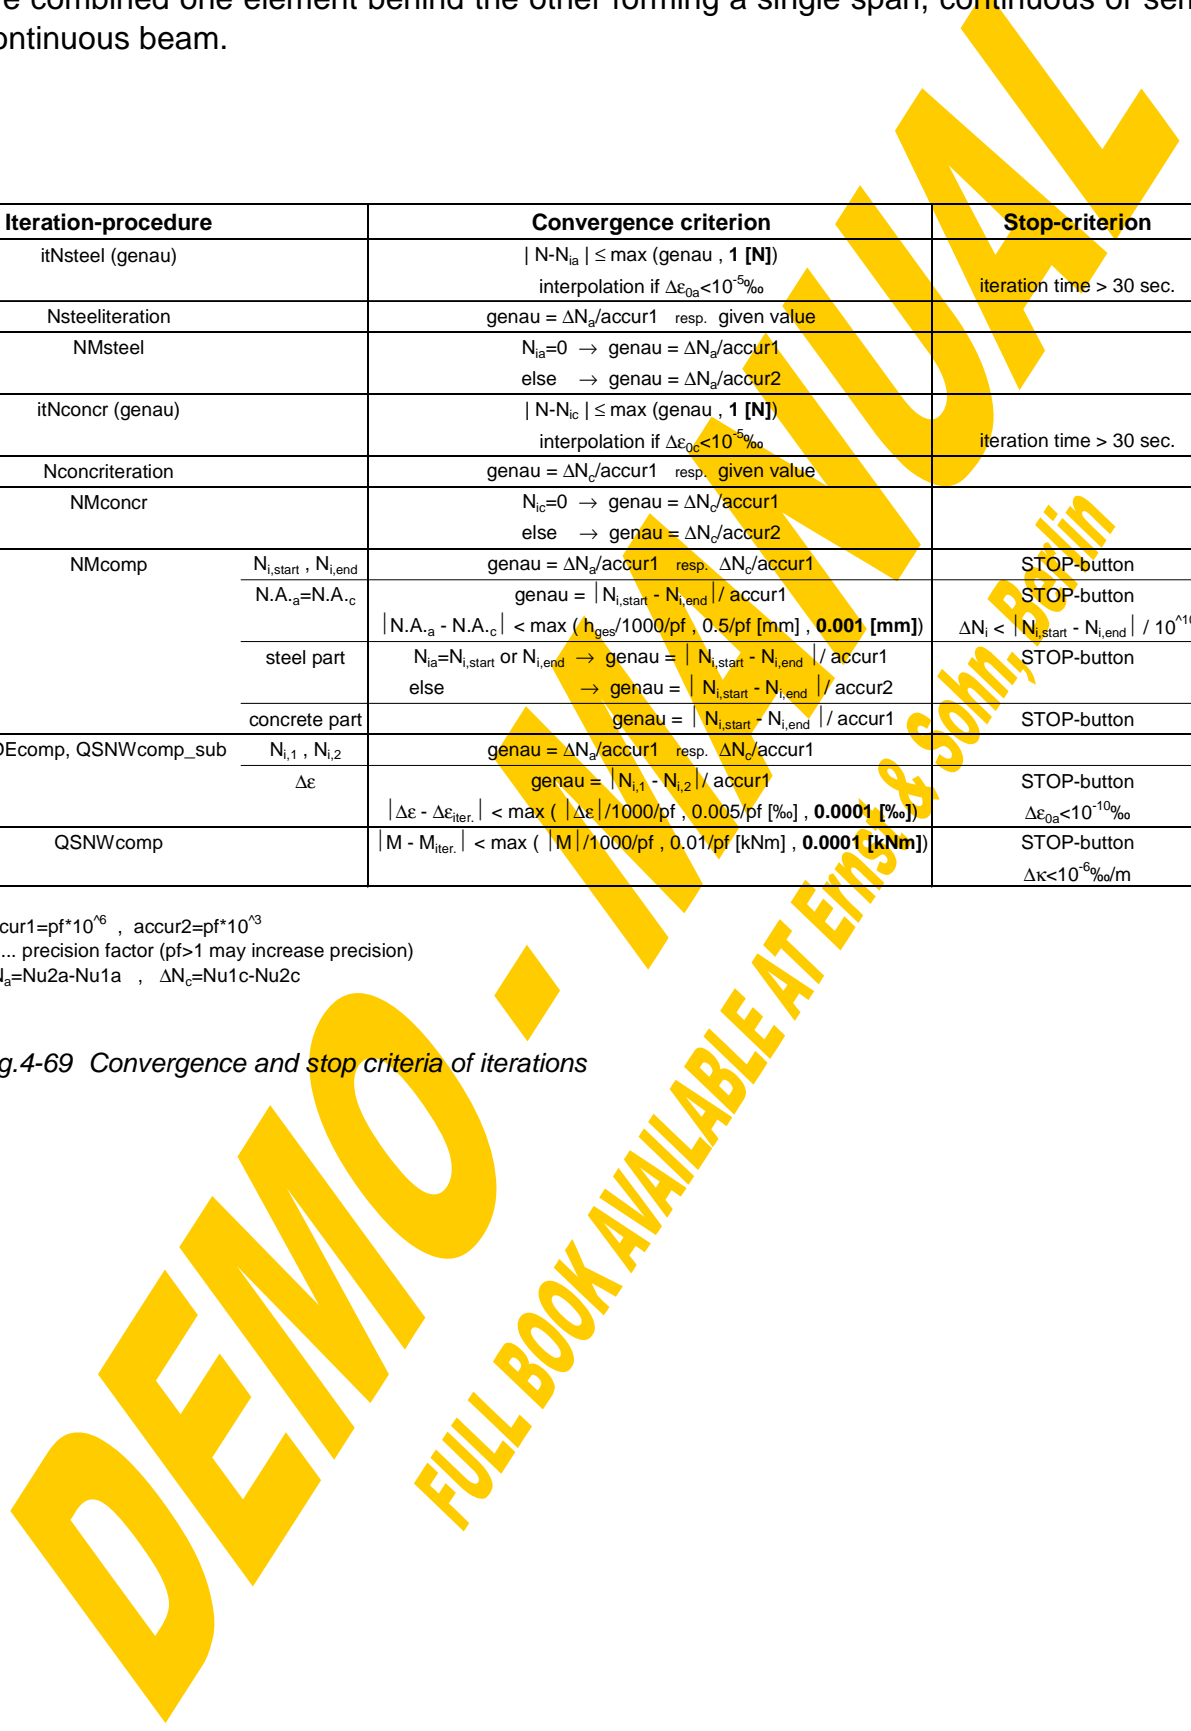 combined one element behind the other forming a single span, continuous or
beam.
Iteration-procedure Convergence criterion Stop-criterion
itNsteel (genau) | N-Nia | ≤ max (genau , 1 [N])
interpolation if Δε0a<10-5‰ iteration time > 30 sec.
Nsteeliteration genau = ΔNa/accur1 resp. given value
NMsteel Nia=0 → genau = ΔNa/accur1
else → genau = ΔNa/accur2
itNconcr (genau) | N-Nic | ≤ max (genau , 1 [N])
interpolation if Δε0c<10-5‰ iteration time > 30 sec.
Nconcriteration genau = ΔNc/accur1 resp. given value
NMconcr Nic=0 → genau = ΔNc/accur1
else → genau = ΔNc/accur2
NMcomp Ni,start , Ni,end genau = ΔNa/accur1 resp. ΔNc/accur1 STOP-button
N.A.a=N.A.c genau = |Ni,start - Ni,end|/ accur1 STOP-button
|N.A.a - N.A.c| < max ( hges/1000/pf , 0.5/pf [mm] , 0.001 [mm]) ΔNi < |Ni,start - Ni,end| / 10^10
steel part Nia=Ni,start or Ni,end → genau = | Ni,start - Ni,end |/ accur1 STOP-button
else → genau = | Ni,start - Ni,end |/ accur2
concrete part genau = | Ni,start - Ni,end |/ accur1 STOP-button
QSNWcomp_sub Ni,1 , Ni,2 genau = ΔNa/accur1 resp. ΔNc/accur1
Δε genau = |Ni,1 - Ni,2|/ accur1 STOP-button
|Δε - Δεiter.| < max ( |Δε|/1000/pf , 0.005/pf [‰] , 0.0001 [‰]) Δε0a<10-10‰
QSNWcomp |M - Miter.| < max ( |M|/1000/pf , 0.01/pf [kNm] , 0.0001 [kNm]) STOP-button
Δκ<10-6‰/m
cur1=pf*10^6 , accur2=pf*10^3
... precision factor (pf>1 may increase precision)
Na=Nu2a-Nu1a , ΔNc=Nu1c-Nu2c
g.4-69 Convergence and stop criteria of iterations
DEMO - MANUAL
FULL BOOK AVAILABLE AT Ernst & Sohn, Berlin